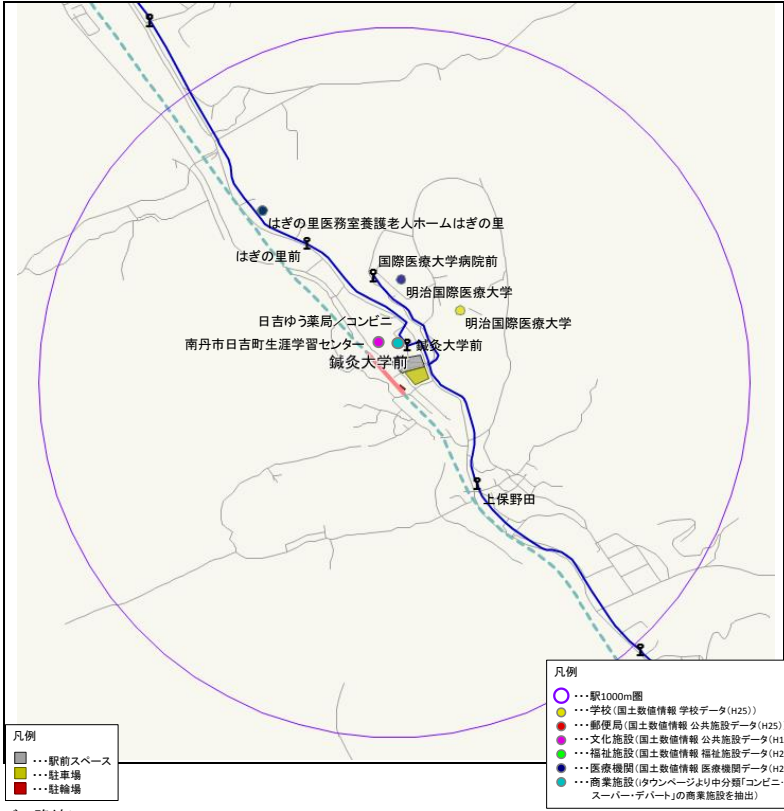 はぎの里医務室養護老人ホームはぎの里
はぎの里前
国際医療大学病院前
明治国際医療大学
明治国際医療大学
日吉ゆう薬局／コンビニ
南丹市日吉町生涯学習センター
鍼灸大学前
鍼灸大学前
上保野田
凡例
・・・駅前スペース
・・・駐車場
・・・駐輪場
凡例
・・・駅1000m圏
・・・学校（国土数値情報 学校データ（H25））
・・・郵便局（国土数値情報 公共施設データ（H25）
・・・文化施設（国土数値情報 公共施設データ（H1
・・・福祉施設（国土数値情報 福祉施設データ（H2
・・・医療機関（国土数値情報 医療機関データ（H2
・・・商業施設（iタウンページより中分類「コンビニ・
スーパー・デパート」の商業施設を抽出）